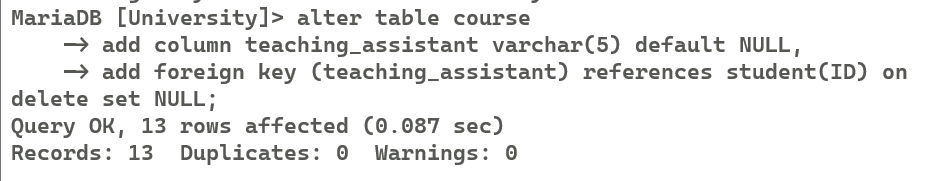 MariaDB [University]> alter table course
    -> add column teaching_assistant varchar(5) default NULL,
    -> add foreign key (teaching_assistant) references student(ID) on
delete set NULL;
Query OK, 13 rows affected (0.087 sec)
Records: 13  Duplicates: 0  Warnings: 0